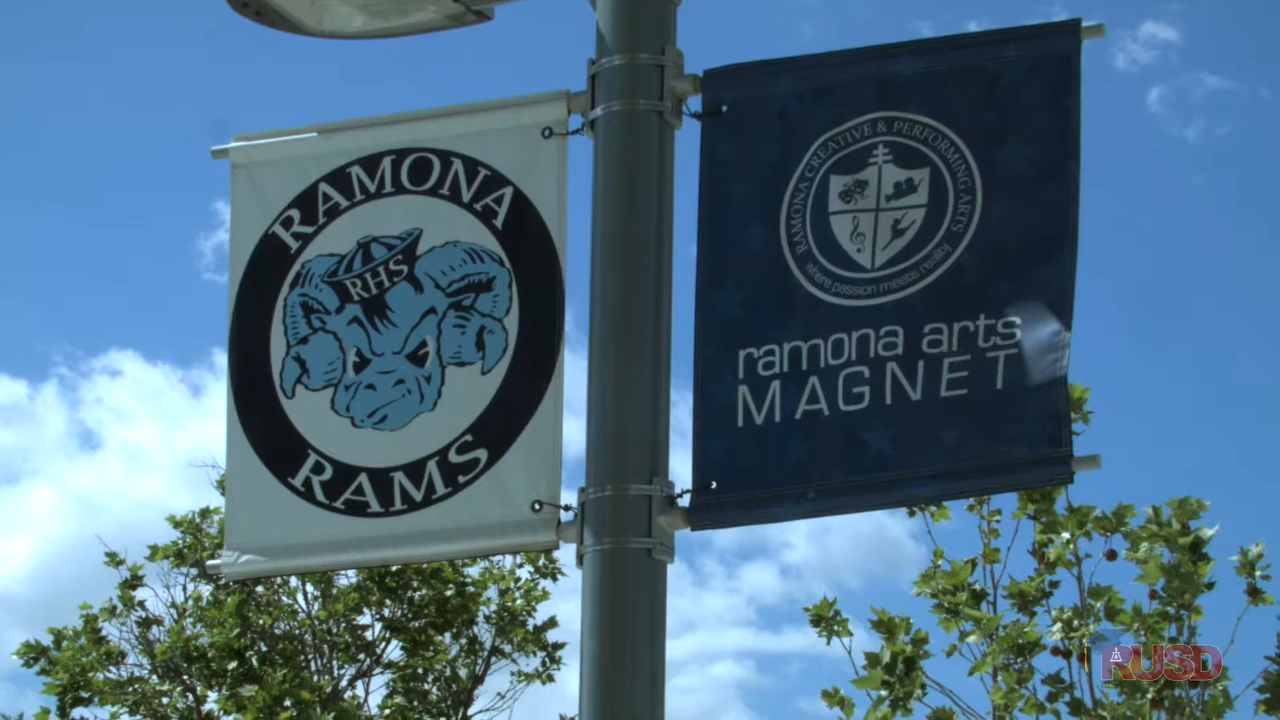 RAMONA
RHS
RAMS
RAMONA CREATIVE & PERFORMING ARTS
where passion meets reality
ramona arts
MAGNET
RUSD